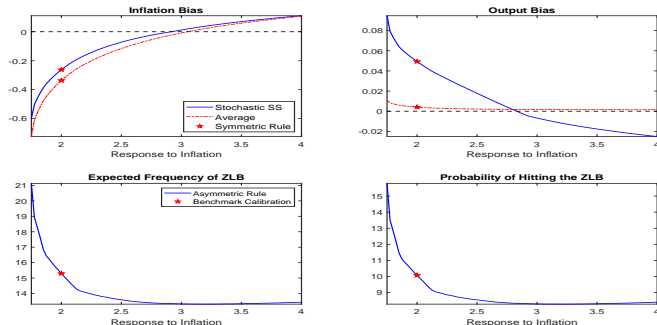 Inflation Bias
0
-0.2
-0.4
-0.6
2 2.5 3 3.5 4
Response to Inflation
Stochastic SS
Average
Symmetric Rule
Output Bias
0.08
0.06
0.04
0.02
0
-0.02
2 2.5 3 3.5 4
Response to Inflation
Expected Frequency of ZLB
21
20
19
18
17
16
15
14
2 2.5 3 3.5 4
Response to Inflation
Asymmetric Rule
Benchmark Calibration
Probability of Hitting the ZLB
15
14
13
12
11
10
9
2 2.5 3 3.5 4
Response to Inflation